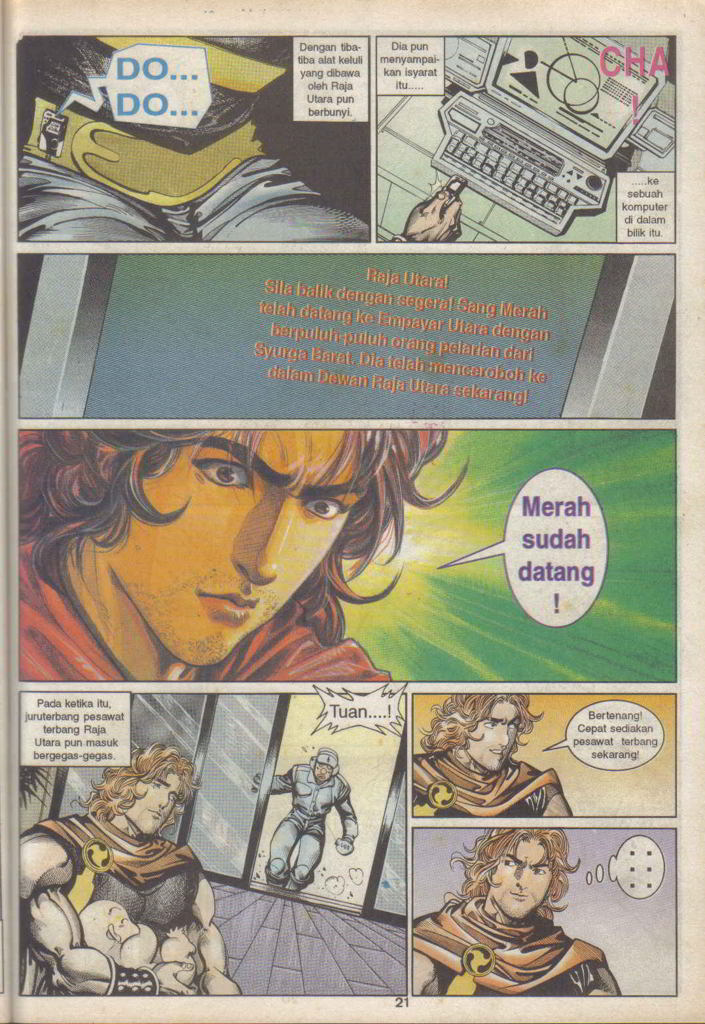 Dengan tiba-
tiba alat keluli
yang dibawa
oleh Raja
Utara pun
berbunyi.
DO...
DO...
Dia pun
menyampai-
kan isyarat
itu.....
CHA
!
.....ke
sebuah
komputer
di dalam
bilik itu.
Raja Utara!
Sila balik dengan segera! Sang Merah
telah datang ke Empayar Utara dengan
berpuluh-puluh orang pelarian dari
Syurga Barat. Dia telah menceroboh ke
dalam Dewan Raja Utara sekarang!
Merah
sudah
datang
!
Pada ketika itu,
juruterbang pesawat
terbang Raja
Utara pun masuk
bergegas-gegas.
Tuan....!
Bertenang!
Cepat sediakan
pesawat terbang
sekarang!
21